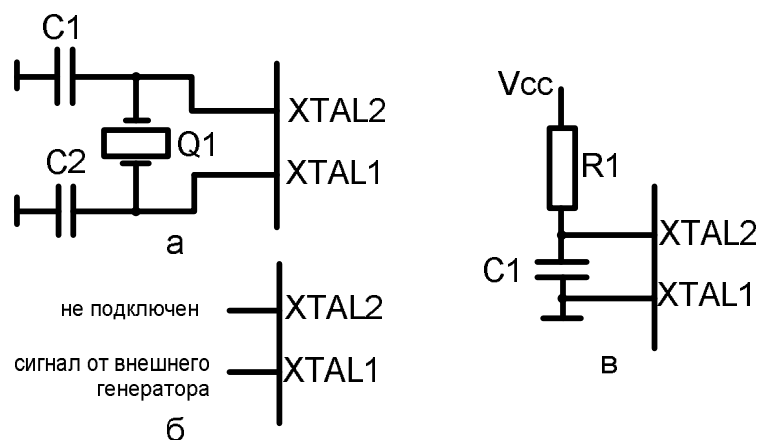 C1
XTAL2
Q1
C2
XTAL1
а
не подключен
XTAL2
сигнал от внешнего
генератора
XTAL1
б
Vcc
R1
XTAL2
C1
XTAL1
в